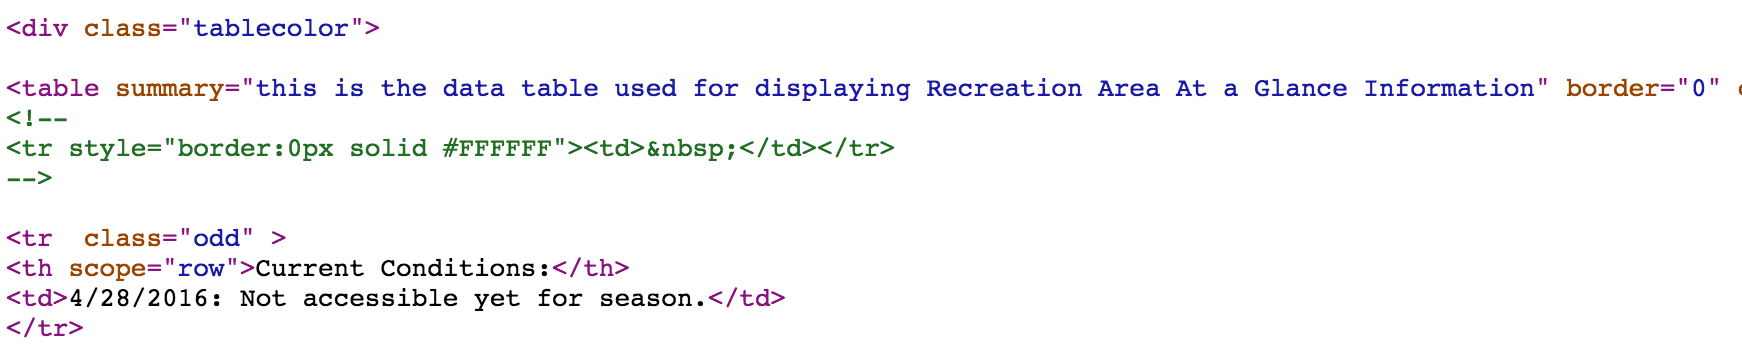 <div class="tablecolor">
<table summary="this is the data table used for displaying Recreation Area At a Glance Information" border="0"
<!--
<tr style="border:0px solid #FFFFFF"><td>&nbsp;</td></tr>
-->
<tr  class="odd" >
<th scope="row">Current Conditions:</th>
<td>4/28/2016: Not accessible yet for season.</td>
</tr>